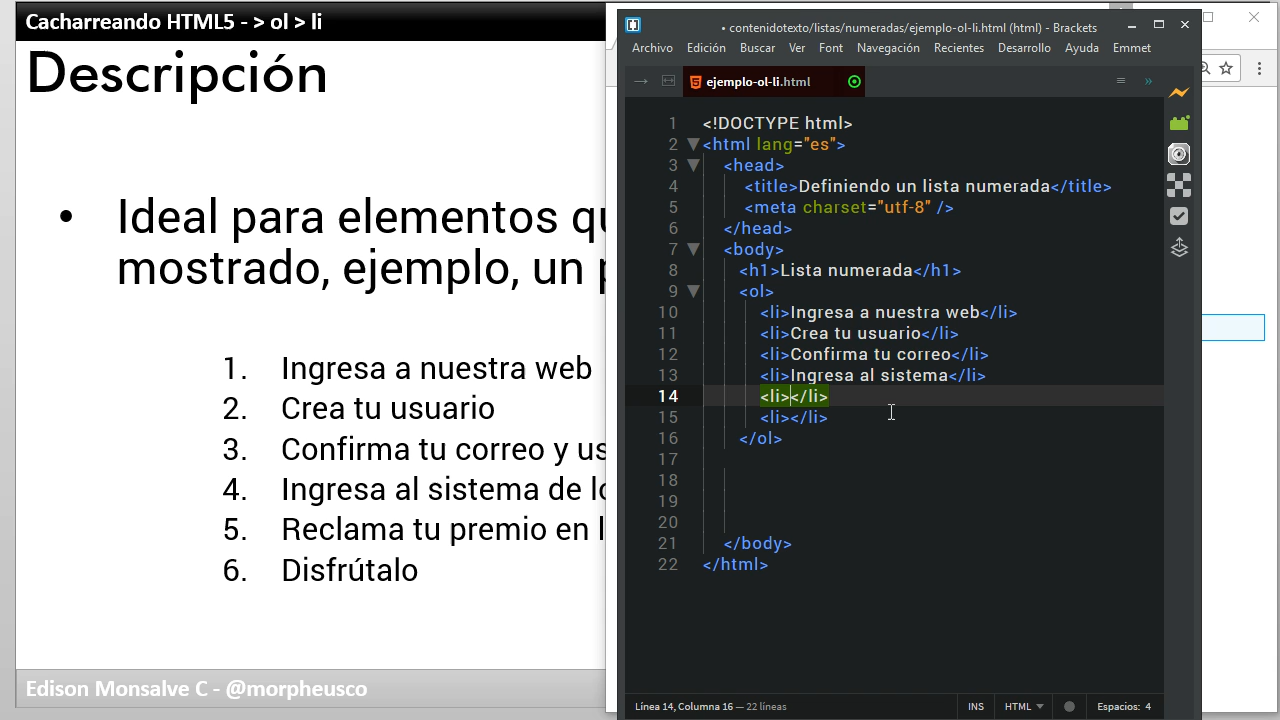 Cacharreando HTML5 - > ol > li
Descripción
• Ideal para elementos
mostrado, ejemplo, un
1. Ingresa a nuestra web
2. Crea tu usuario
3. Confirma tu correo y
4. Ingresa al sistema de
5. Reclama tu premio en
6. Disfrútalo
Edison Monsalve C - @morpheusco
• contenidotexto/listas/numeradas/ejemplo-ol-li.html (html) - Brackets
Archivo Edición Buscar Ver Font Navegación Recientes Desarrollo Ayuda Emmet
ejemplo-ol-li.html
1 <!DOCTYPE html>
2 <html lang="es">
3 <head>
4 <title>Definiendo un lista numerada</title>
5 <meta charset="utf-8" />
6 </head>
7 <body>
8 <h1>Lista numerada</h1>
9 <ol>
10 <li>Ingresa a nuestra web</li>
11 <li>Crea tu usuario</li>
12 <li>Confirma tu correo</li>
13 <li>Ingresa al sistema</li>
14 <li></li>
15 <li></li>
16 </ol>
17
18
19
20
21 </body>
22 </html>
Línea 14, Columna 16 — 22 líneas INS HTML Espacios: 4